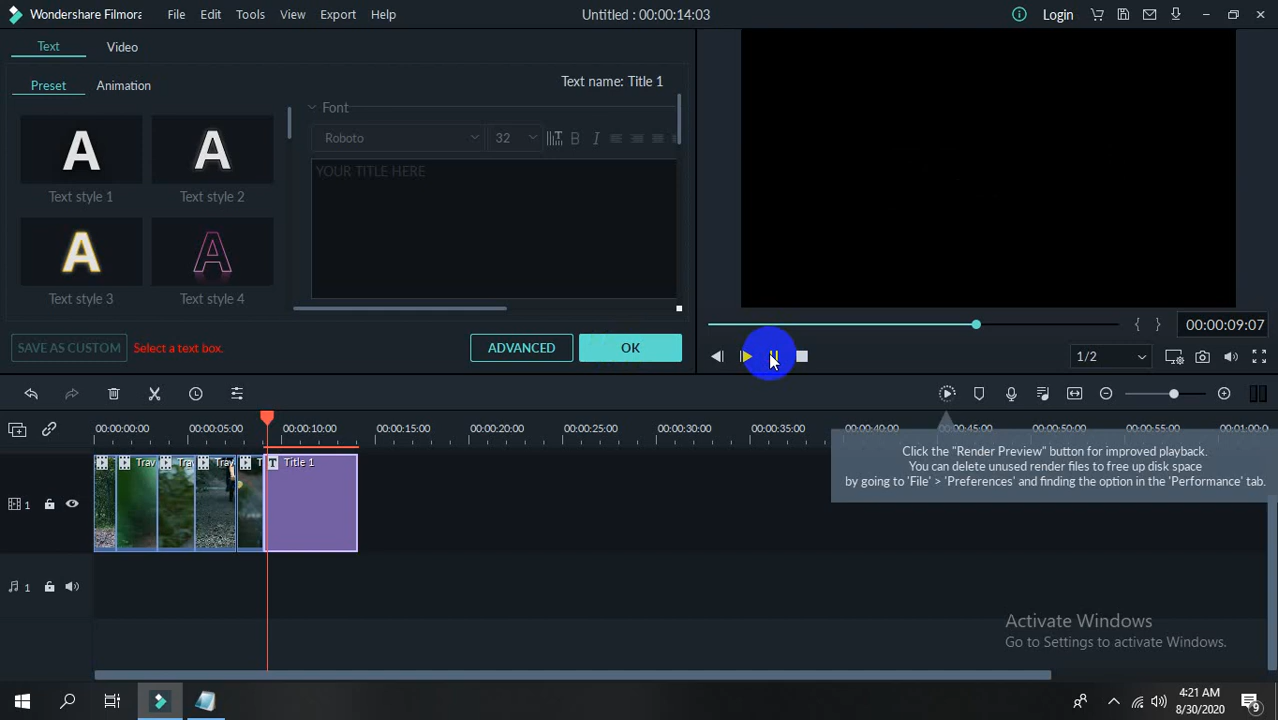 Wondershare Filmora
File Edit Tools View Export Help
Untitled : 00:00:14:03
Login
Text Video
Preset Animation
Text name: Title 1
Font
Roboto 32 B I
YOUR TITLE HERE
A A
Text style 1 Text style 2
A A
Text style 3 Text style 4
SAVE AS CUSTOM Select a text box. ADVANCED OK
{ } 00:00:09:07
1/2
00:00:00:00 00:00:05:00 00:00:10:00 00:00:15:00 00:00:20:00 00:00:25:00 00:00:30:00 00:00:35:00 00:00:40:00 00:00:45:00 00:00:50:00 00:00:55:00 00:01:00:0
Click the "Render Preview" button for improved playback.
You can delete unused render files to free up disk space
by going to 'File' > 'Preferences' and finding the option in the 'Performance' tab.
Trav Tra Trav T T Title 1
1
1
Activate Windows
Go to Settings to activate Windows.
4:21 AM
8/30/2020
9